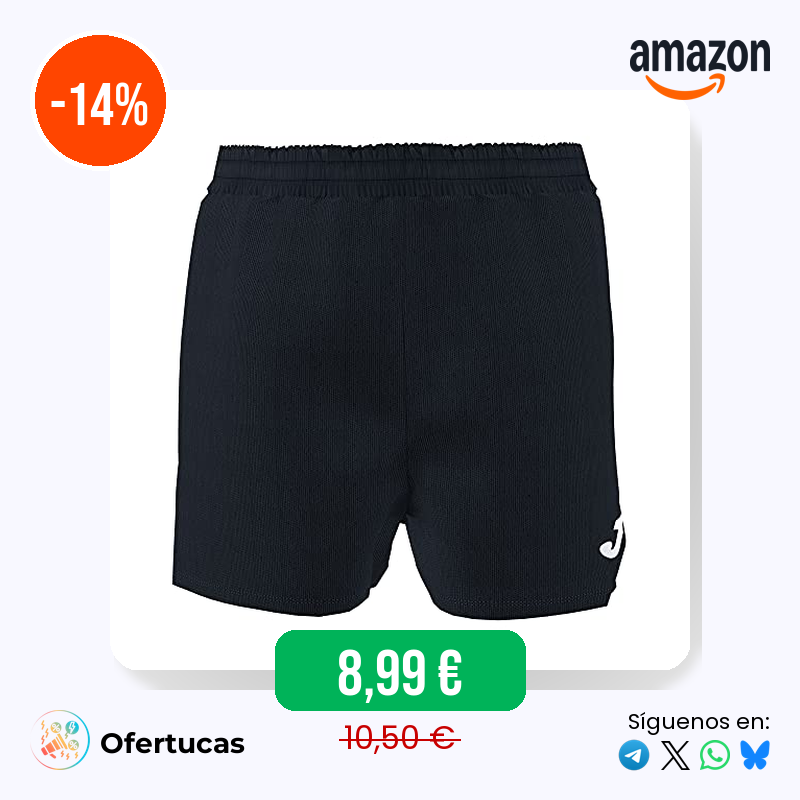 -14%
amazon
8,99 €
10,50 €
Ofertucas
Síguenos en: